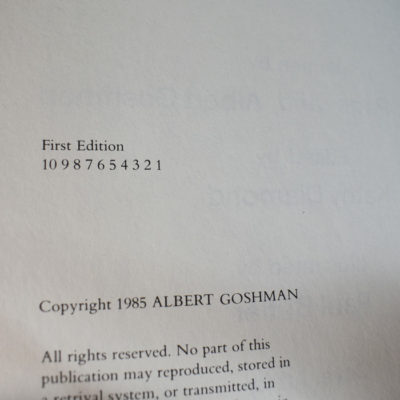 First Edition
10 9 8 7 6 5 4 3 2 1
Copyright 1985 ALBERT GOSHMAN
All rights reserved. No part of this
publication may reproduced, stored in
a retrival system, or transmitted, in